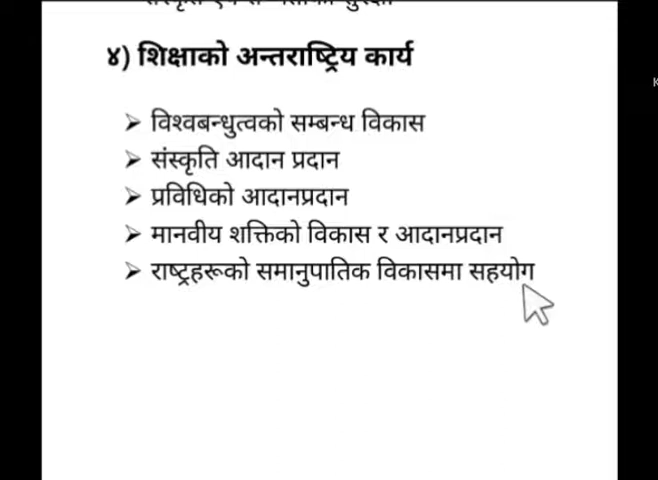 ४) शिक्षाको अन्तराष्ट्रिय कार्य
➢ विश्वबन्धुत्वको सम्बन्ध विकास
➢ संस्कृति आदान प्रदान
➢ प्रविधिको आदानप्रदान
➢ मानवीय शक्तिको विकास र आदानप्रदान
➢ राष्ट्रहरूको समानुपातिक विकासमा सहयोग